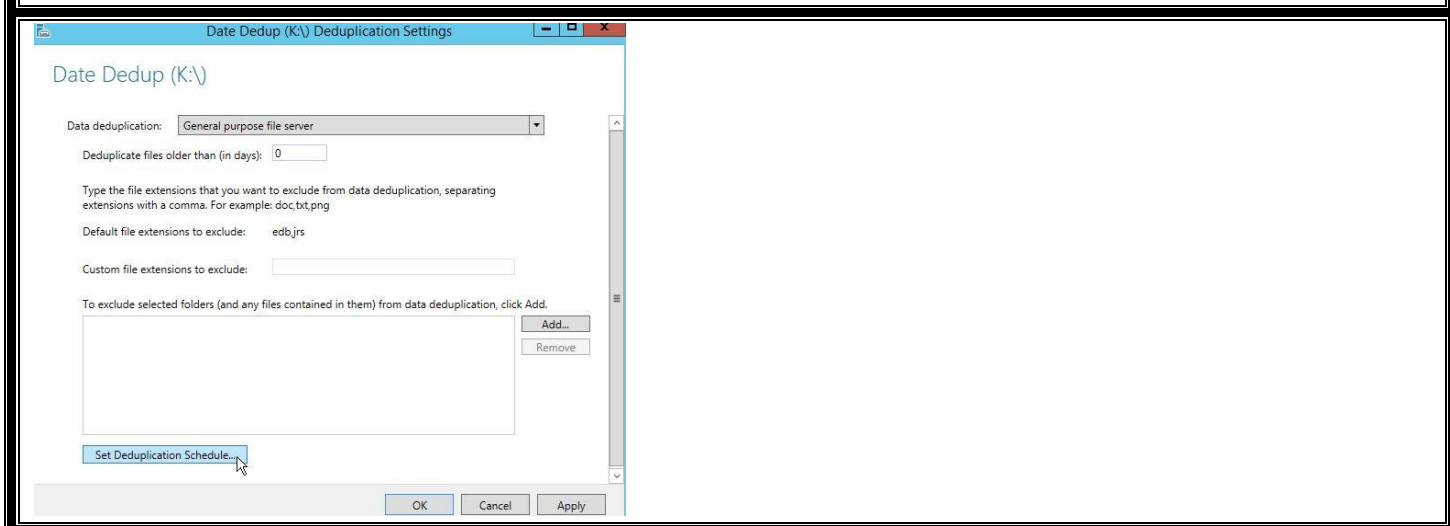 Date Dedup (K:\) Deduplication Settings
Date Dedup (K:\)
Data deduplication: General purpose file server
Deduplicate files older than (in days): 0
Type the file extensions that you want to exclude from data deduplication, separating
extensions with a comma. For example: doc,txt,png
Default file extensions to exclude: edb,jrs
Custom file extensions to exclude:
To exclude selected folders (and any files contained in them) from data deduplication, click Add.
Add...
Remove
Set Deduplication Schedule...
OK Cancel Apply